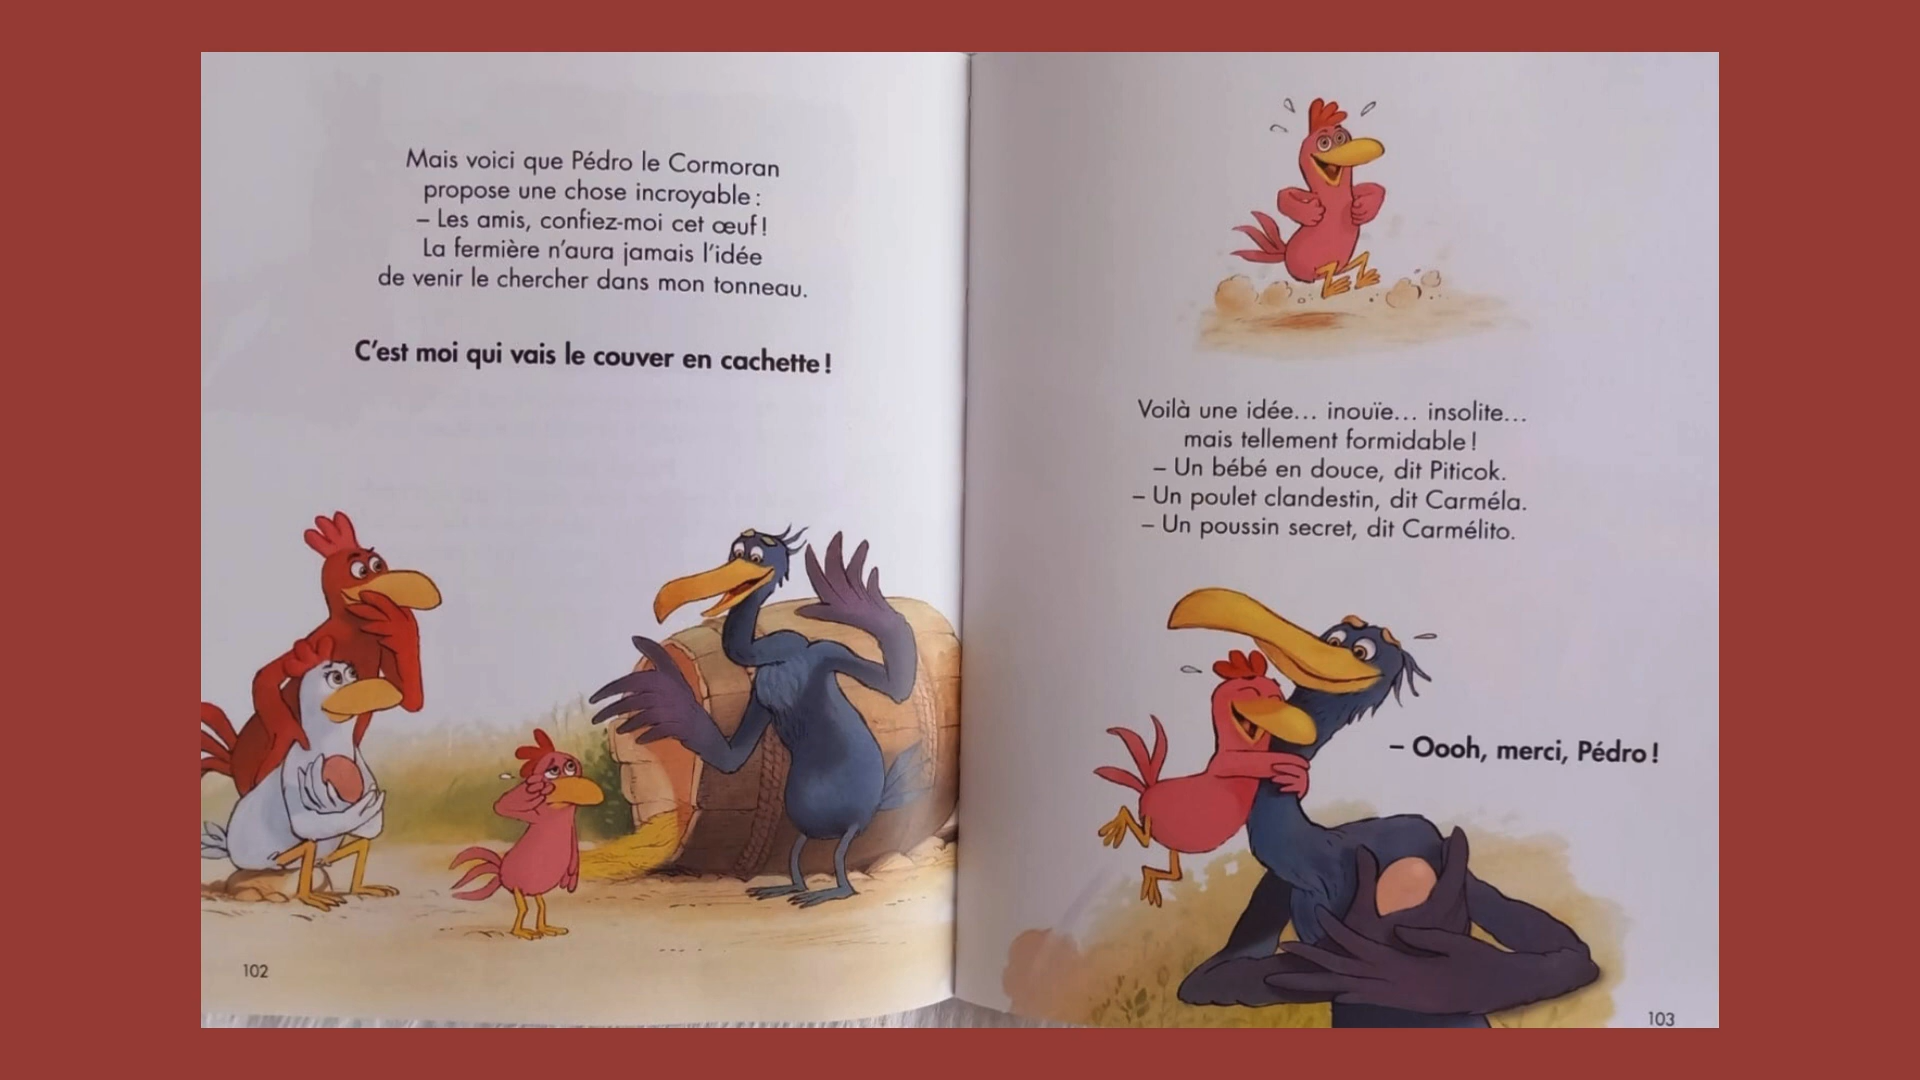 Mais voici que Pédro le Cormoran
propose une chose incroyable :
– Les amis, confiez-moi cet œuf !
La fermière n'aura jamais l'idée
de venir le chercher dans mon tonneau.
C'est moi qui vais le couver en cachette !
102
Voilà une idée... inouïe... insolite...
mais tellement formidable !
– Un bébé en douce, dit Piticok.
– Un poulet clandestin, dit Carméla.
– Un poussin secret, dit Carmélito.
– Oooh, merci, Pédro !
103